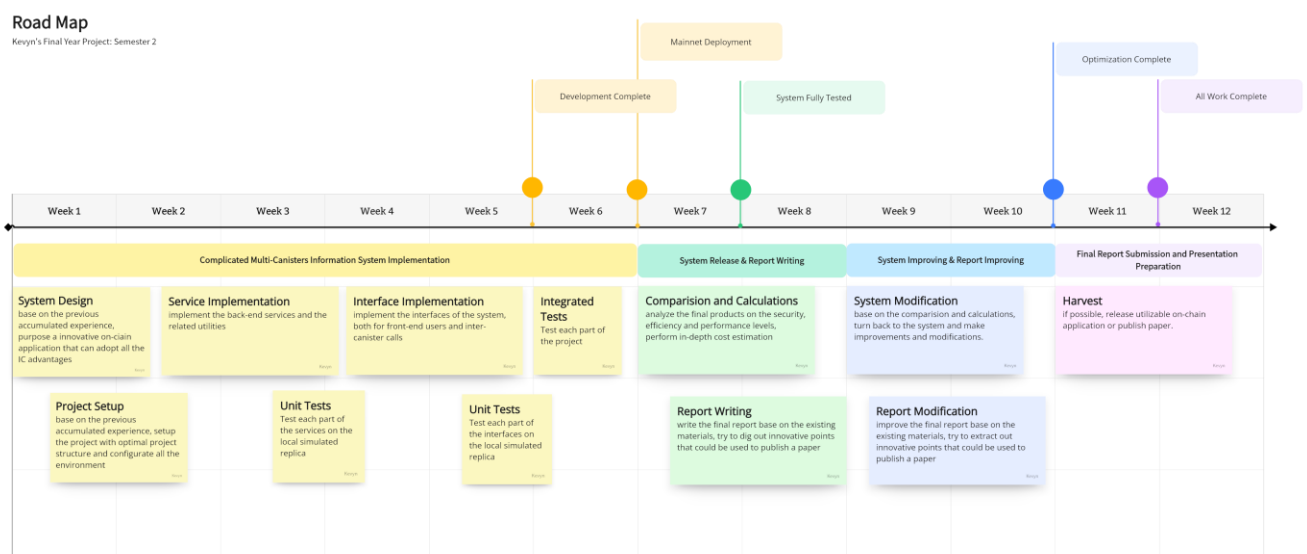 Road Map
Kevyn's Final Year Project: Semester 2
Mainnet Deployment
Optimization Complete
Development Complete
System Fully Tested
All Work Complete
Week 1
Week 2
Week 3
Week 4
Week 5
Week 6
Week 7
Week 8
Week 9
Week 10
Week 11
Week 12
Complicated Multi-Canisters Information System Implementation
System Release & Report Writing
System Improving & Report Improving
Final Report Submission and Presentation
Preparation
System Design
base on the previous
accumulated experience,
purpose a innovative on-ciain
application that can adopt all the
IC advantages
Kevyn
Service Implementation
implement the back-end services and the
related utilities
Kevyn
Interface Implementation
implement the interfaces of the system,
both for front-end users and inter-
canister calls
Kevyn
Integrated
Tests
Test each part of
the project
Kevyn
Comparision and Calculations
analyze the final products on the security,
efficiency and performance levels,
perform in-depth cost estimation
Kevyn
System Modification
base on the comparision and calculations,
turn back to the system and make
improvements and modifications.
Kevyn
Harvest
if possible, release utilizable on-chain
application or publish paper.
Kevyn
Project Setup
base on the previous
accumulated experience, setup
the project with optimal project
structure and configurate all the
environment
Kevyn
Unit Tests
Test each part of
the services on the
local simulated
replica
Kevyn
Unit Tests
Test each part of
the interfaces on
the local simulated
replica
Kevyn
Report Writing
write the final report base on the existing
materials, try to dig out innovative points
that could be used to publish a paper
Kevyn
Report Modification
improve the final report base on the
existing materials, try to extract out
innovative points that could be used to
publish a paper
Kevyn